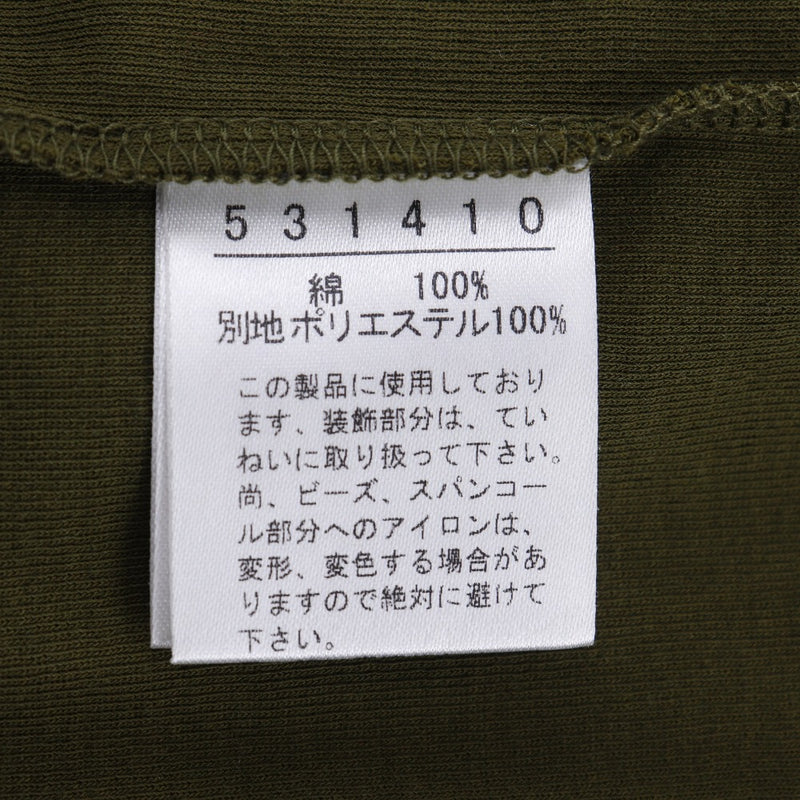 531410
綿 100%
別地 ポリエステル100%
この製品に使用しており
ます、装飾部分は、てい
ねいに取り扱って下さい。
尚、ビーズ、スパンコー
ル部分へのアイロンは、
変形、変色する場合があ
りますので絶対に避けて
下さい。